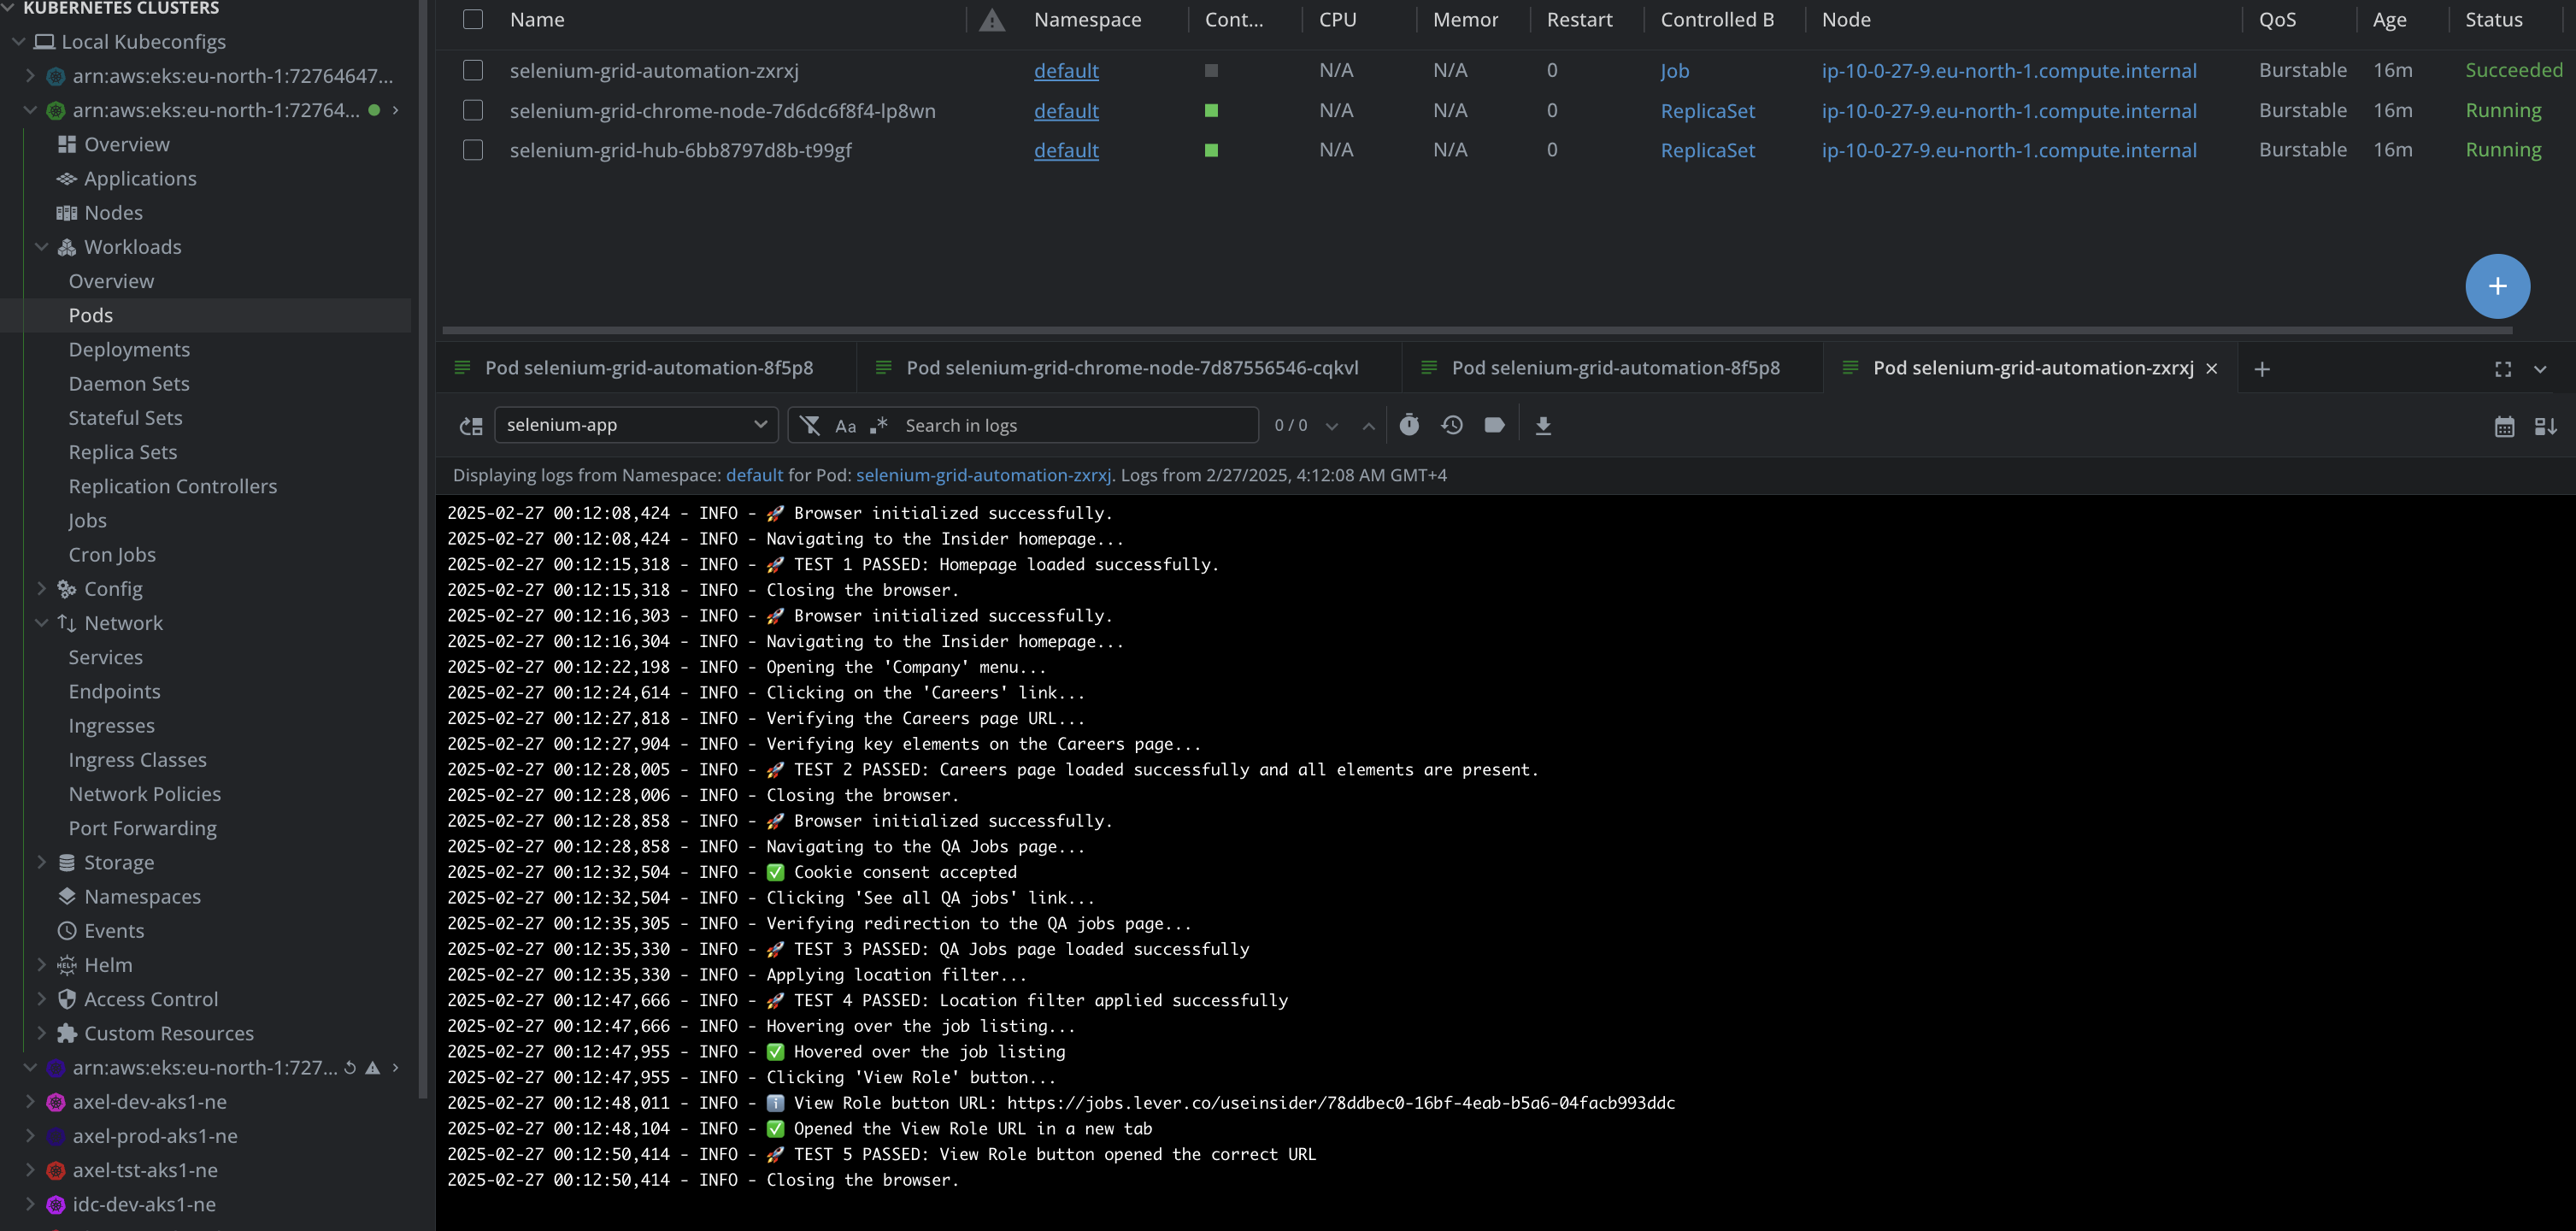 KUBERNETES CLUSTERS
Local Kubeconfigs
arn:aws:eks:eu-north-1:72764647...
arn:aws:eks:eu-north-1:72764...
Overview
Applications
Nodes
Workloads
Overview
Pods
Deployments
Daemon Sets
Stateful Sets
Replica Sets
Replication Controllers
Jobs
Cron Jobs
Config
Network
Services
Endpoints
Ingresses
Ingress Classes
Network Policies
Port Forwarding
Storage
Namespaces
Events
HELM Helm
Access Control
Custom Resources
arn:aws:eks:eu-north-1:727...
axel-dev-aks1-ne
axel-prod-aks1-ne
axel-tst-aks1-ne
idc-dev-aks1-ne
Name Namespace Cont... CPU Memor Restart Controlled B Node QoS Age Status
selenium-grid-automation-zxrxj default N/A N/A 0 Job ip-10-0-27-9.eu-north-1.compute.internal Burstable 16m Succeeded
selenium-grid-chrome-node-7d6dc6f8f4-lp8wn default N/A N/A 0 ReplicaSet ip-10-0-27-9.eu-north-1.compute.internal Burstable 16m Running
selenium-grid-hub-6bb8797d8b-t99gf default N/A N/A 0 ReplicaSet ip-10-0-27-9.eu-north-1.compute.internal Burstable 16m Running
Pod selenium-grid-automation-8f5p8 Pod selenium-grid-chrome-node-7d87556546-cqkvl Pod selenium-grid-automation-8f5p8 Pod selenium-grid-automation-zxrxj
selenium-app Aa .* Search in logs 0 / 0
Displaying logs from Namespace: default for Pod: selenium-grid-automation-zxrxj. Logs from 2/27/2025, 4:12:08 AM GMT+4
2025-02-27 00:12:08,424 - INFO - 🚀 Browser initialized successfully.
2025-02-27 00:12:08,424 - INFO - Navigating to the Insider homepage...
2025-02-27 00:12:15,318 - INFO - 🚀 TEST 1 PASSED: Homepage loaded successfully.
2025-02-27 00:12:15,318 - INFO - Closing the browser.
2025-02-27 00:12:16,303 - INFO - 🚀 Browser initialized successfully.
2025-02-27 00:12:16,304 - INFO - Navigating to the Insider homepage...
2025-02-27 00:12:22,198 - INFO - Opening the 'Company' menu...
2025-02-27 00:12:24,614 - INFO - Clicking on the 'Careers' link...
2025-02-27 00:12:27,818 - INFO - Verifying the Careers page URL...
2025-02-27 00:12:27,904 - INFO - Verifying key elements on the Careers page...
2025-02-27 00:12:28,005 - INFO - 🚀 TEST 2 PASSED: Careers page loaded successfully and all elements are present.
2025-02-27 00:12:28,006 - INFO - Closing the browser.
2025-02-27 00:12:28,858 - INFO - 🚀 Browser initialized successfully.
2025-02-27 00:12:28,858 - INFO - Navigating to the QA Jobs page...
2025-02-27 00:12:32,504 - INFO - ✅ Cookie consent accepted
2025-02-27 00:12:32,504 - INFO - Clicking 'See all QA jobs' link...
2025-02-27 00:12:35,305 - INFO - Verifying redirection to the QA jobs page...
2025-02-27 00:12:35,330 - INFO - 🚀 TEST 3 PASSED: QA Jobs page loaded successfully
2025-02-27 00:12:35,330 - INFO - Applying location filter...
2025-02-27 00:12:47,666 - INFO - 🚀 TEST 4 PASSED: Location filter applied successfully
2025-02-27 00:12:47,666 - INFO - Hovering over the job listing...
2025-02-27 00:12:47,955 - INFO - ✅ Hovered over the job listing
2025-02-27 00:12:47,955 - INFO - Clicking 'View Role' button...
2025-02-27 00:12:48,011 - INFO - ℹ️ View Role button URL: https://jobs.lever.co/useinsider/78ddbec0-16bf-4eab-b5a6-04facb993ddc
2025-02-27 00:12:48,104 - INFO - ✅ Opened the View Role URL in a new tab
2025-02-27 00:12:50,414 - INFO - 🚀 TEST 5 PASSED: View Role button opened the correct URL
2025-02-27 00:12:50,414 - INFO - Closing the browser.